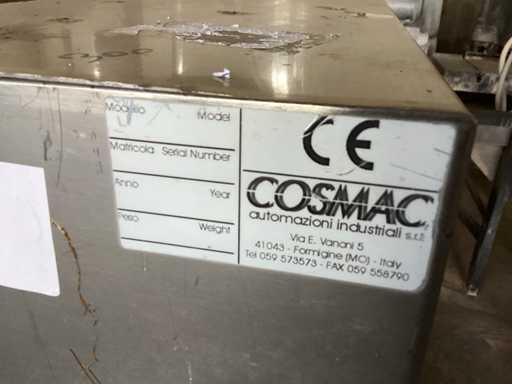 Modello Model
Matricola Serial Number
Anno Year
Peso Weight
CE
COSMAC
automazioni industriali s.r.l.
Via E. Vanoni 5
41043 - Formigine (MO) - Italy
Tel 059 573573 - FAX 059 558790